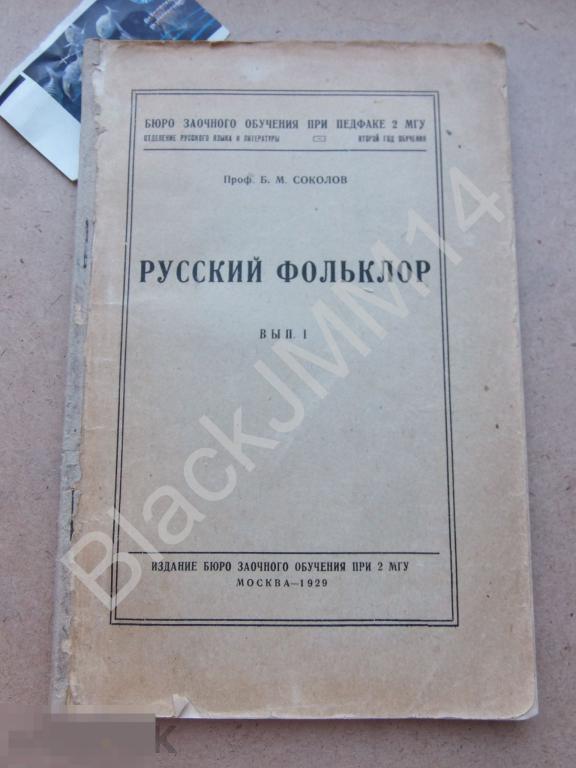 БЮРО ЗАОЧНОГО ОБУЧЕНИЯ ПРИ ПЕДФАКЕ 2 МГУ
ОТДЕЛЕНИЕ РУССКОГО ЯЗЫКА И ЛИТЕРАТУРЫ ВТОРОЙ ГОД ОБУЧЕНИЯ
Проф. Б. М. СОКОЛОВ
РУССКИЙ ФОЛЬКЛОР
ВЫП. I
ИЗДАНИЕ БЮРО ЗАОЧНОГО ОБУЧЕНИЯ ПРИ 2 МГУ
МОСКВА—1929
BlackJMM14